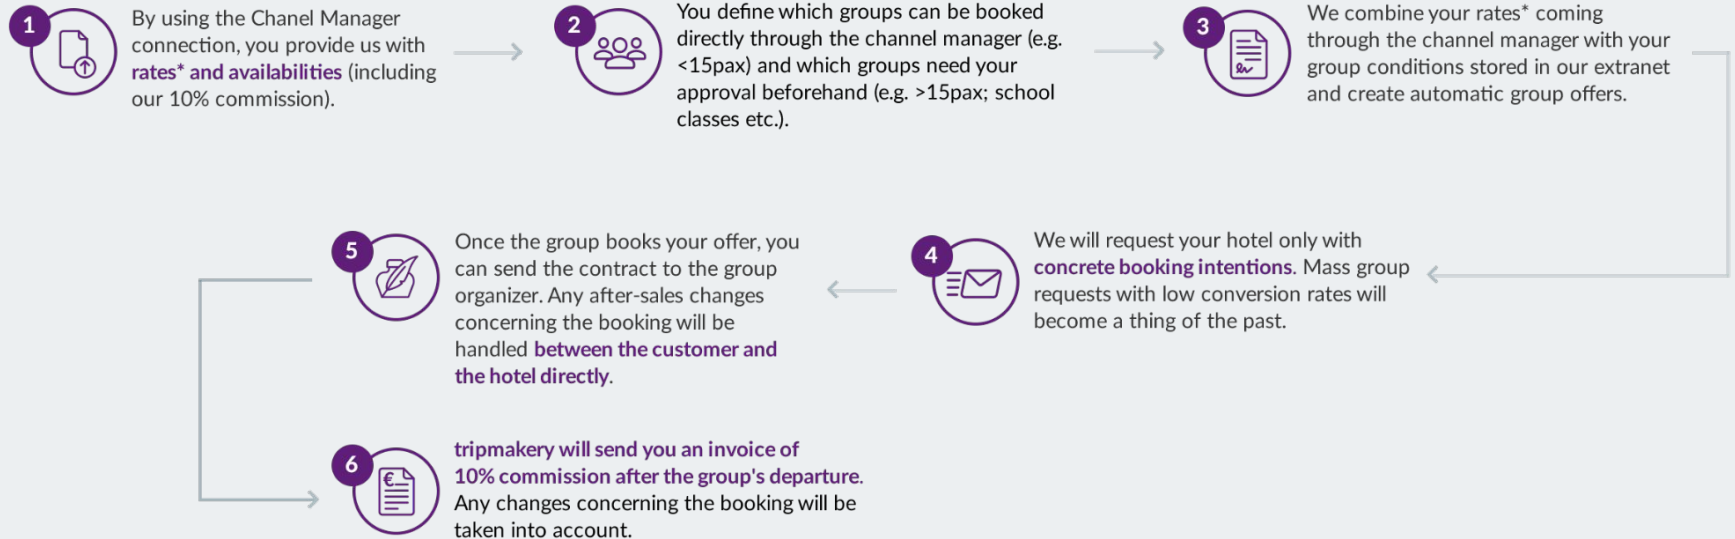 1
By using the Chanel Manager
connection, you provide us with
rates* and availabilities (including
our 10% commission).
2
You define which groups can be booked
directly through the channel manager (e.g.
<15pax) and which groups need your
approval beforehand (e.g. >15pax; school
classes etc.).
3
We combine your rates* coming
through the channel manager with your
group conditions stored in our extranet
and create automatic group offers.
4
We will request your hotel only with
concrete booking intentions. Mass group
requests with low conversion rates will
become a thing of the past.
5
Once the group books your offer, you
can send the contract to the group
organizer. Any after-sales changes
concerning the booking will be
handled between the customer and
the hotel directly.
6
€
tripmakery will send you an invoice of
10% commission after the group's departure.
Any changes concerning the booking will be
taken into account.